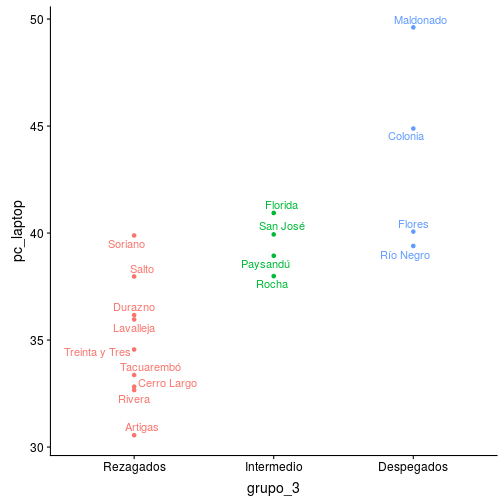 50
Maldonado
45
Colonia
Flores
Río Negro
Florida
San José
Paysandú
Rocha
40
Soriano
Salto
Durazno
Lavalleja
35
Treinta y Tres
Tacuarembó
Cerro Largo
Rivera
Artigas
30
pc_laptop
Rezagados
Intermedio
Despegados
grupo_3